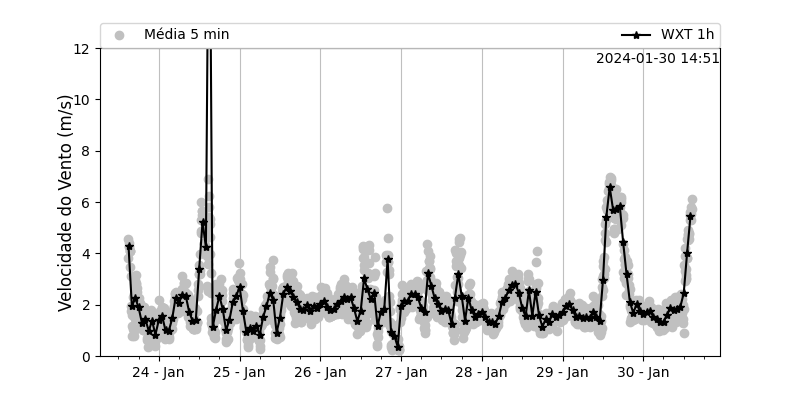 Média 5 min
WXT 1h
2024-01-30 14:51
Velocidade do Vento (m/s)
12
10
8
6
4
2
0
24 - Jan
25 - Jan
26 - Jan
27 - Jan
28 - Jan
29 - Jan
30 - Jan